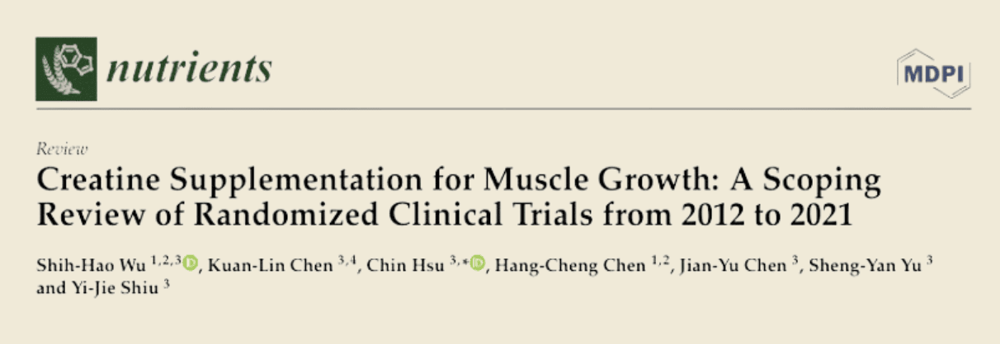 nutrients
MDPI
Review
Creatine Supplementation for Muscle Growth: A Scoping
Review of Randomized Clinical Trials from 2012 to 2021
Shih-Hao Wu 1,2,3 iD, Kuan-Lin Chen 3,4, Chin Hsu 3,* iD, Hang-Cheng Chen 1,2, Jian-Yu Chen 3, Sheng-Yan Yu 3
and Yi-Jie Shiu 3